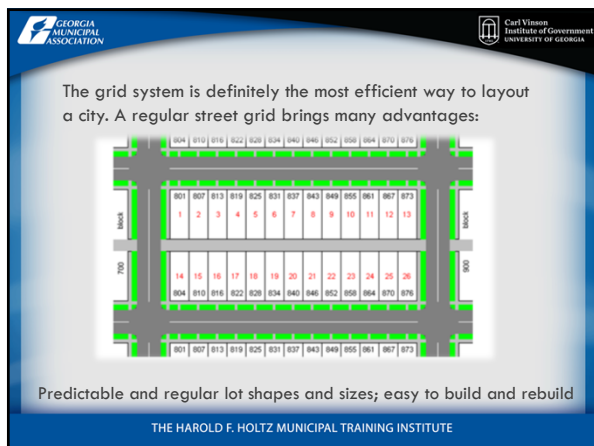 GEORGIA
MUNICIPAL
ASSOCIATION
Carl Vinson
Institute of Government
UNIVERSITY OF GEORGIA
The grid system is definitely the most efficient way to layout
a city. A regular street grid brings many advantages:
804 810 816 822 828 834 840 846 852 858 864 870 876
801 807 813 819 825 831 837 843 849 855 861 867 873
1 2 3 4 5 6 7 8 9 10 11 12 13
block
block
700
900
14 15 16 17 18 19 20 21 22 23 24 25 26
804 810 816 822 828 834 840 846 852 858 864 870 876
801 807 813 819 825 831 837 843 849 855 861 867 873
Predictable and regular lot shapes and sizes; easy to build and rebuild
THE HAROLD F. HOLTZ MUNICIPAL TRAINING INSTITUTE